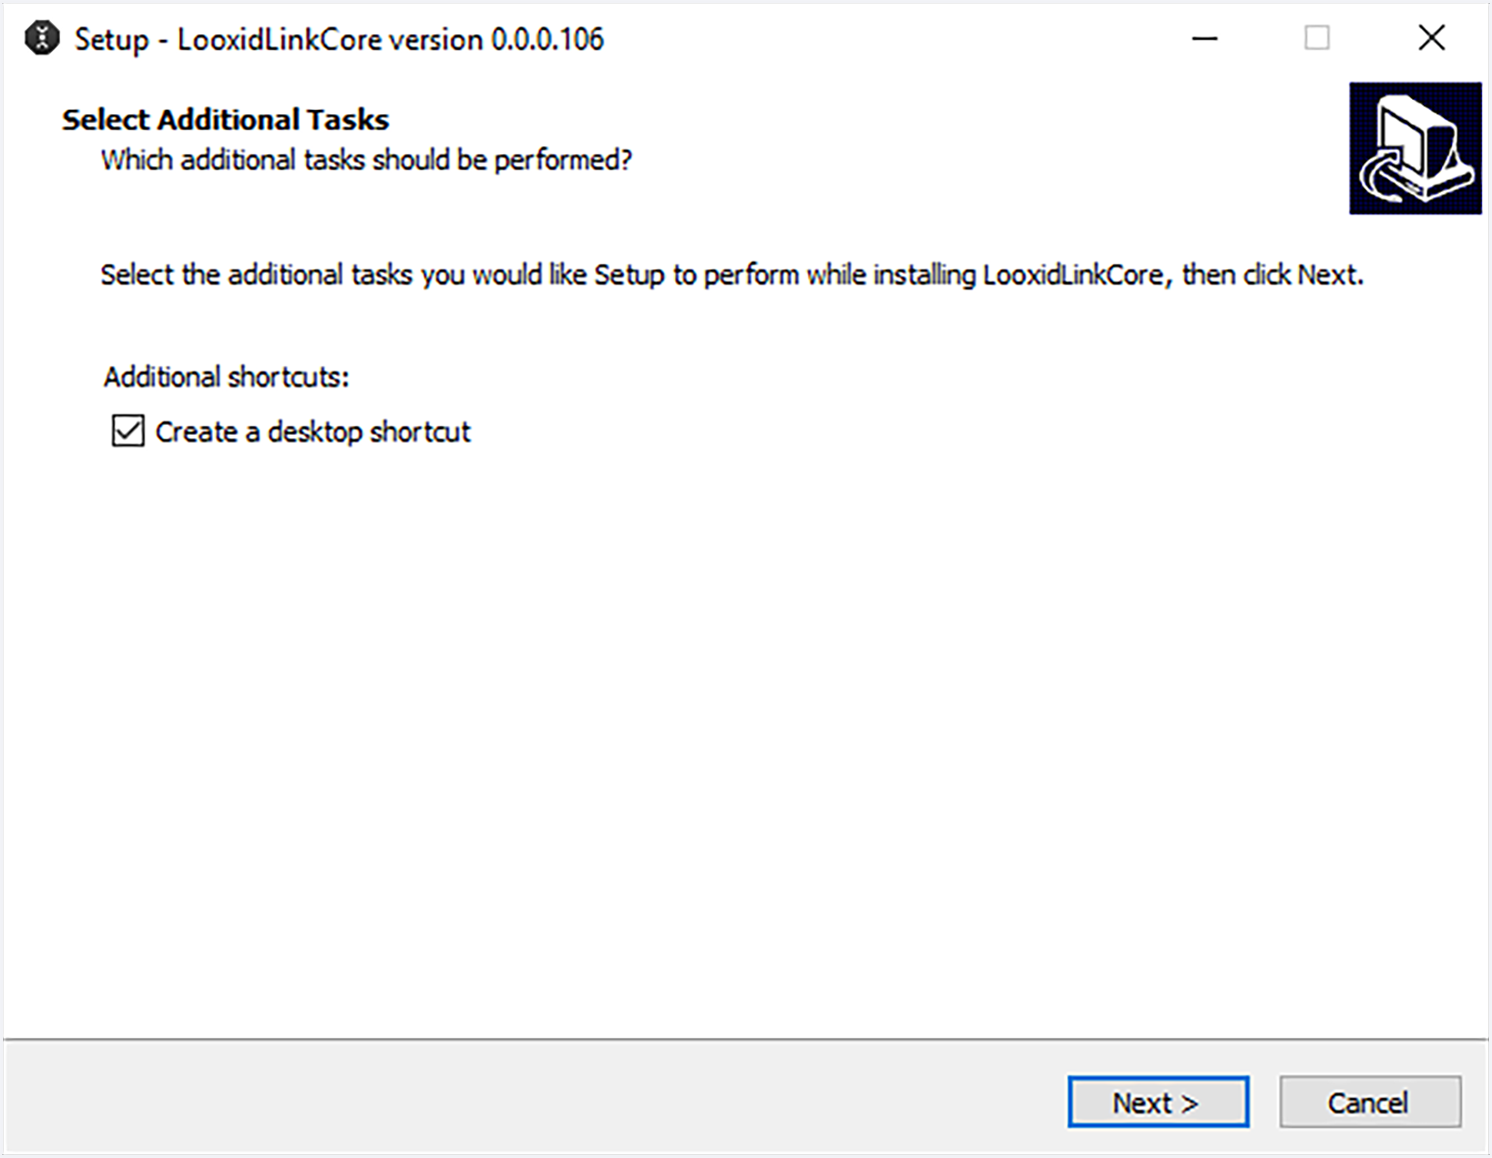 Setup - LooxidLinkCore version 0.0.0.106
Select Additional Tasks
Which additional tasks should be performed?
Select the additional tasks you would like Setup to perform while installing LooxidLinkCore, then click Next.
Additional shortcuts:
Create a desktop shortcut
Next >
Cancel